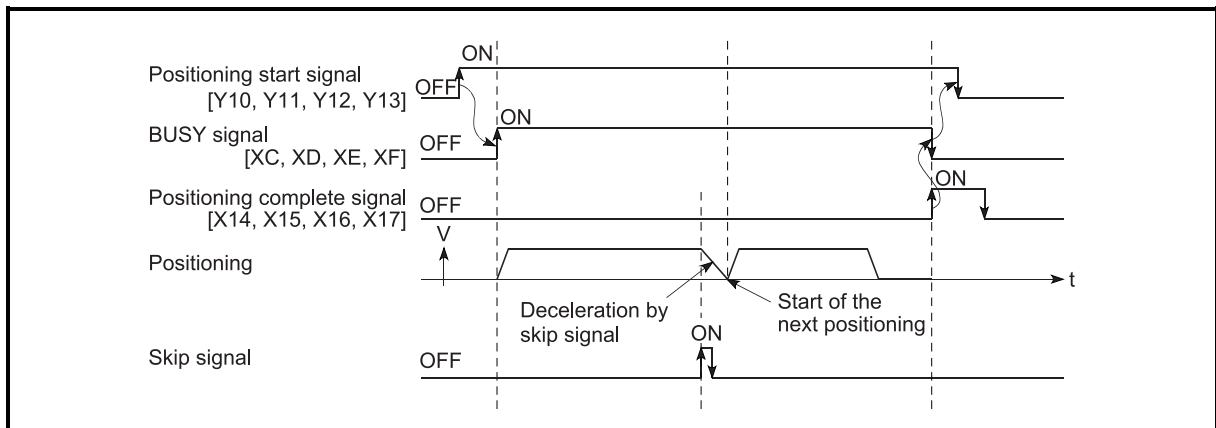 ON
Positioning start signal
OFF
[Y10, Y11, Y12, Y13]
ON
BUSY signal
OFF
[XC, XD, XE, XF]
ON
Positioning complete signal
OFF
[X14, X15, X16, X17]
V
Positioning
t
Deceleration by
skip signal
Start of the
next positioning
ON
Skip signal
OFF